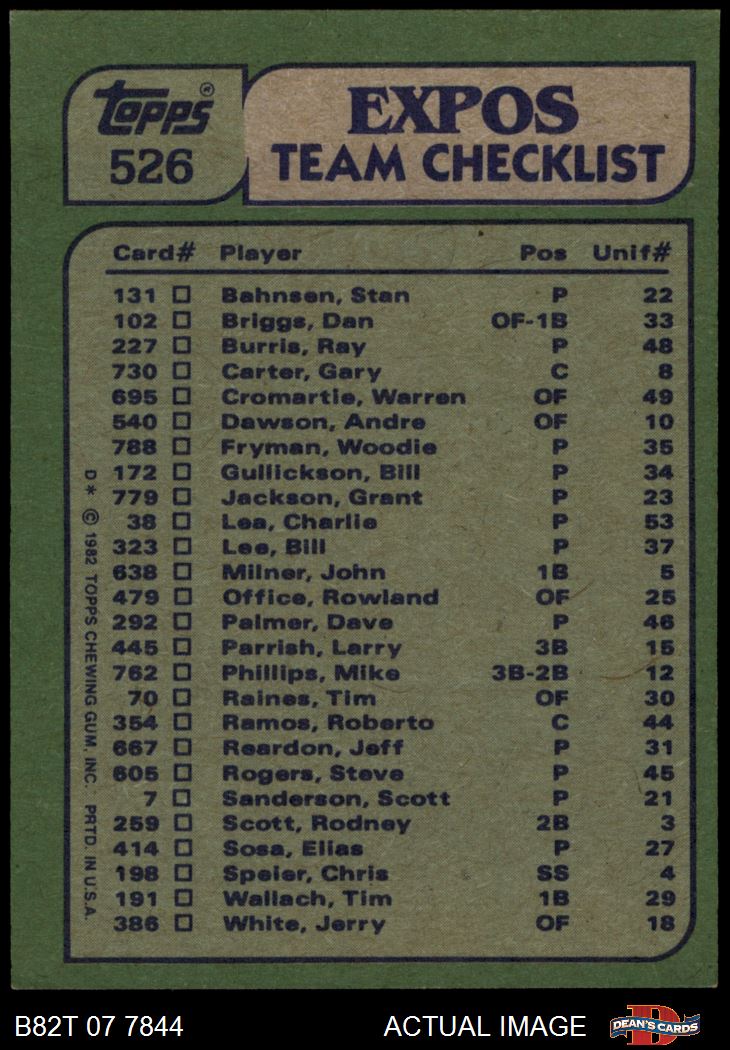 Topps®
526
EXPOS
TEAM CHECKLIST
Card# Player Pos Unif#
131 □ Bahnsen, Stan P 22
102 □ Briggs, Dan OF-1B 33
227 □ Burris, Ray P 48
730 □ Carter, Gary C 8
695 □ Cromartie, Warren OF 49
540 □ Dawson, Andre OF 10
788 □ Fryman, Woodie P 35
172 □ Gullickson, Bill P 34
779 □ Jackson, Grant P 23
38 □ Lea, Charlie P 53
323 □ Lee, Bill P 37
638 □ Milner, John 1B 5
479 □ Office, Rowland OF 25
292 □ Palmer, Dave P 46
445 □ Parrish, Larry 3B 15
762 □ Phillips, Mike 3B-2B 12
70 □ Raines, Tim OF 30
354 □ Ramos, Roberto C 44
667 □ Reardon, Jeff P 31
605 □ Rogers, Steve P 45
7 □ Sanderson, Scott P 21
259 □ Scott, Rodney 2B 3
414 □ Sosa, Elias P 27
198 □ Speier, Chris SS 4
191 □ Wallach, Tim 1B 29
386 □ White, Jerry OF 18
D* © 1982 TOPPS CHEWING GUM, INC. PRTD. IN U.S.A.
B82T 07 7844 ACTUAL IMAGE
D
DEAN'S CARDS